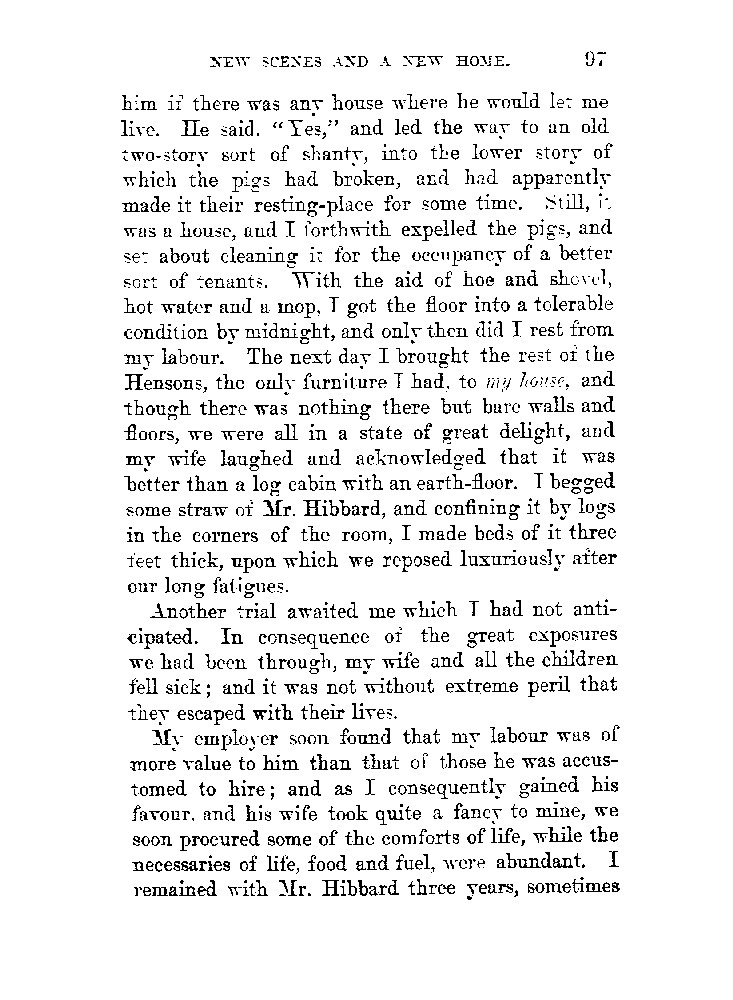 NEW SCENES AND A NEW HOME. 97
him if there was any house where he would let me
live. He said, “Yes,” and led the way to an old
two-story sort of shanty, into the lower story of
which the pigs had broken, and had apparently
made it their resting-place for some time. Still, it
was a house, and I forthwith expelled the pigs, and
set about cleaning it for the occupancy of a better
sort of tenants. With the aid of hoe and shovel,
hot water and a mop, I got the floor into a tolerable
condition by midnight, and only then did I rest from
my labour. The next day I brought the rest of the
Hensons, the only furniture I had, to my house, and
though there was nothing there but bare walls and
floors, we were all in a state of great delight, and
my wife laughed and acknowledged that it was
better than a log cabin with an earth-floor. I begged
some straw of Mr. Hibbard, and confining it by logs
in the corners of the room, I made beds of it three
feet thick, upon which we reposed luxuriously after
our long fatigues.
Another trial awaited me which I had not anti-
cipated. In consequence of the great exposures
we had been through, my wife and all the children
fell sick; and it was not without extreme peril that
they escaped with their lives.
My employer soon found that my labour was of
more value to him than that of those he was accus-
tomed to hire; and as I consequently gained his
favour, and his wife took quite a fancy to mine, we
soon procured some of the comforts of life, while the
necessaries of life, food and fuel, were abundant. I
remained with Mr. Hibbard three years, sometimes